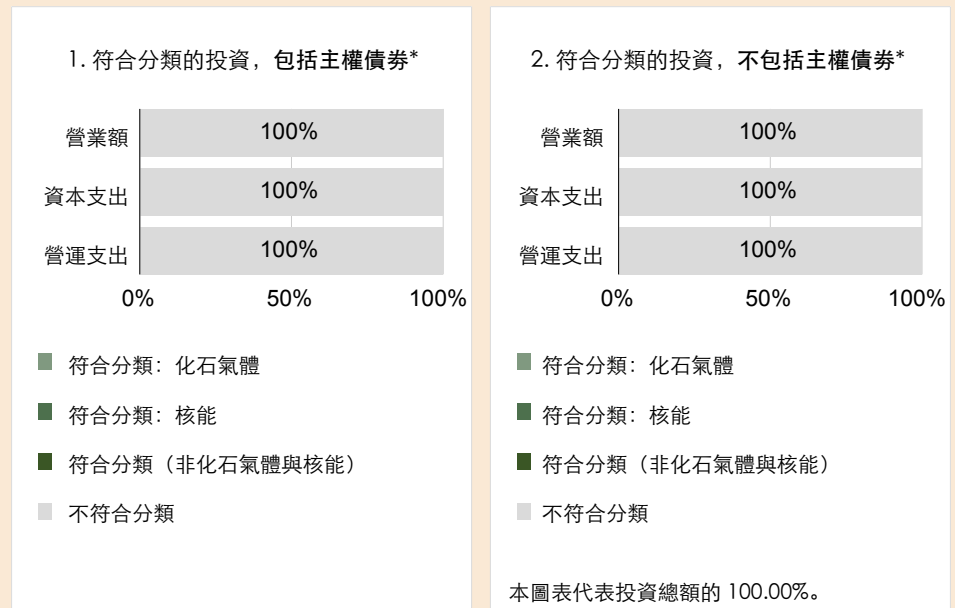 1. 符合分類的投資，包括主權債券*
營業額 100%
資本支出 100%
營運支出 100%
0% 50% 100%
符合分類：化石氣體
符合分類：核能
符合分類（非化石氣體與核能）
不符合分類
2. 符合分類的投資，不包括主權債券*
營業額 100%
資本支出 100%
營運支出 100%
0% 50% 100%
符合分類：化石氣體
符合分類：核能
符合分類（非化石氣體與核能）
不符合分類
本圖表代表投資總額的 100.00%。